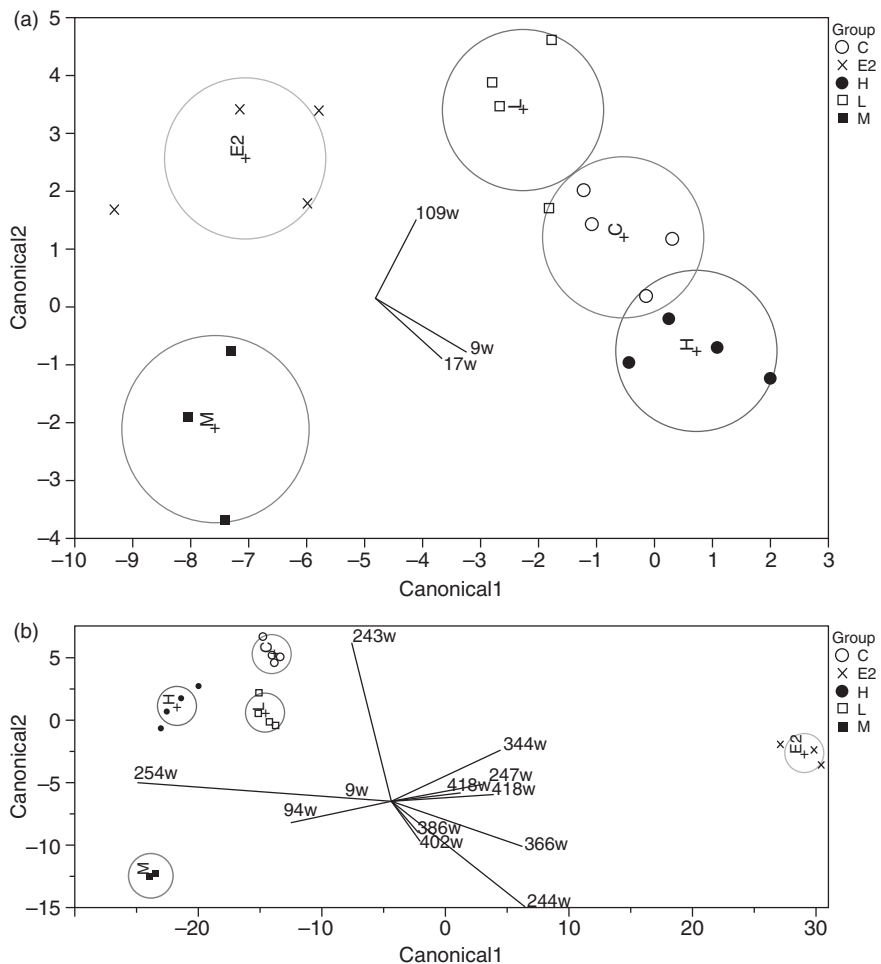 (a)
5
4
3
2
1
0
–1
–2
–3
–4
Canonical2
–10 –9 –8 –7 –6 –5 –4 –3 –2 –1 0 1 2 3
Canonical1
E2
L
C
H
M
109w
9w
17w
Group
C
E2
H
L
M
(b)
5
0
–5
–10
–15
Canonical2
–20 –10 0 10 20 30
Canonical1
C
H
L
E2
M
243w
344w
247w
418w
418w
254w
9w
94w
386w
402w
366w
244w
Group
C
E2
H
L
M